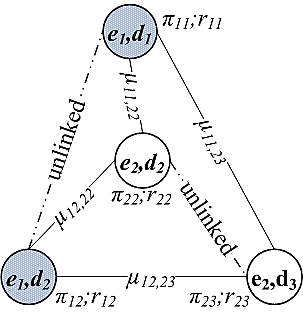 e1,d1
π11;r11
μ11,22
unlinked
μ11,23
e2,d2
π22;r22
μ12,22
unlinked
e1,d2
μ12,23
e2,d3
π12;r12
π23;r23